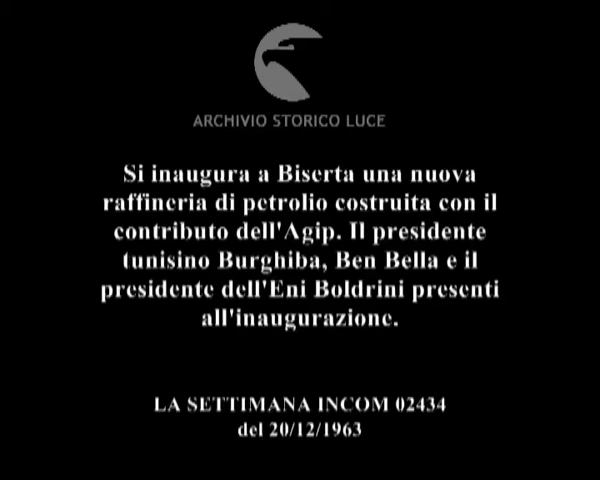 ARCHIVIO STORICO LUCE
Si inaugura a Biserta una nuova
raffineria di petrolio costruita con il
contributo dell'Agip. Il presidente
tunisino Burghiba, Ben Bella e il
presidente dell'Eni Boldrini presenti
all'inaugurazione.
LA SETTIMANA INCOM 02434
del 20/12/1963